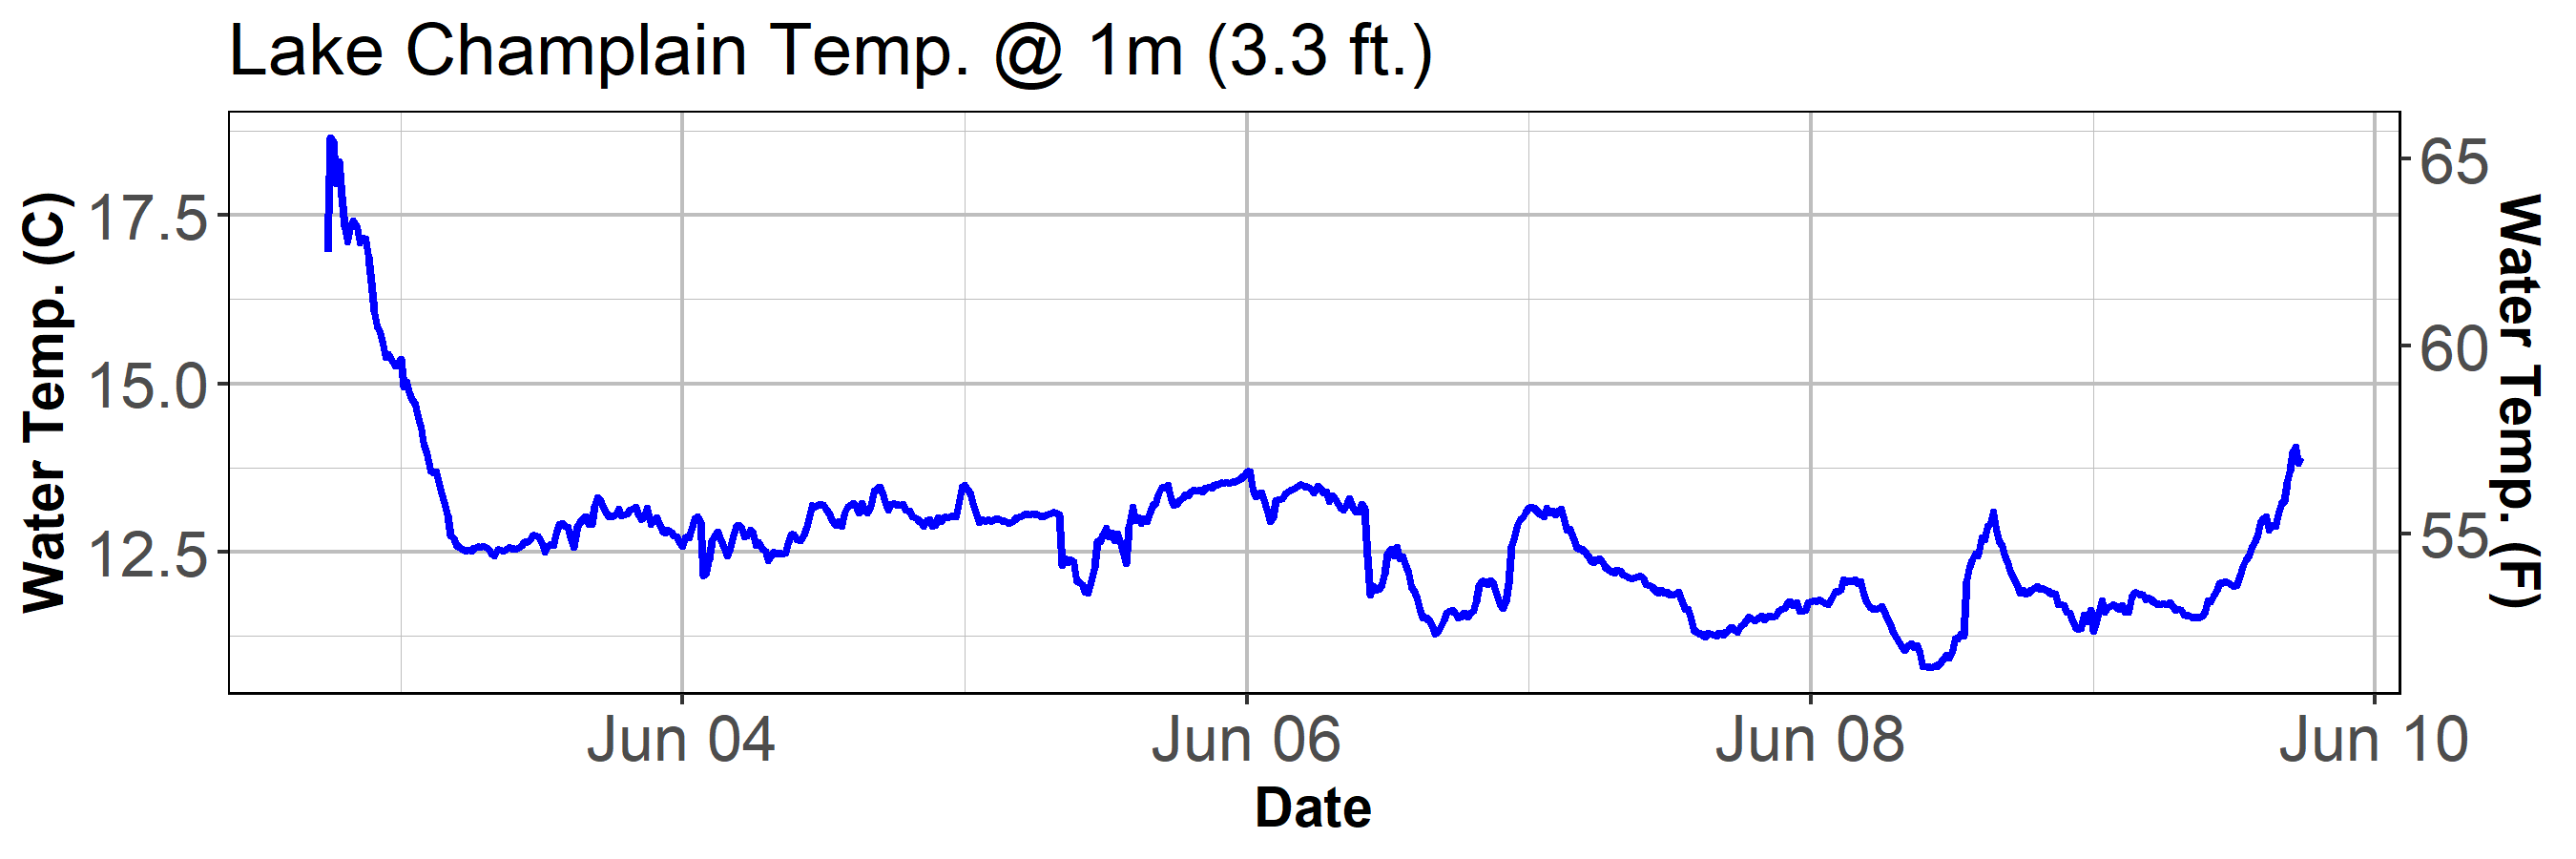 Lake Champlain Temp. @ 1m (3.3 ft.)
Water Temp. (C)
17.5
15.0
12.5
65
60
55
Water Temp. (F)
Jun 04
Jun 06
Jun 08
Jun 10
Date